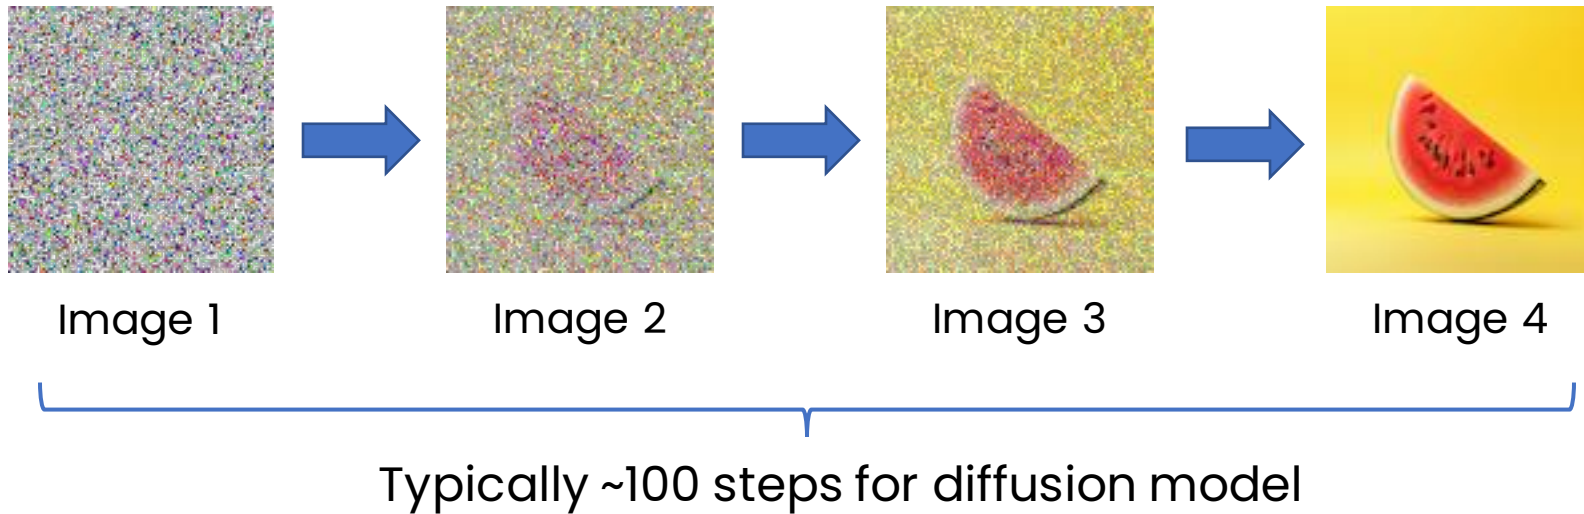 Image 1
Image 2
Image 3
Image 4
Typically ~100 steps for diffusion model